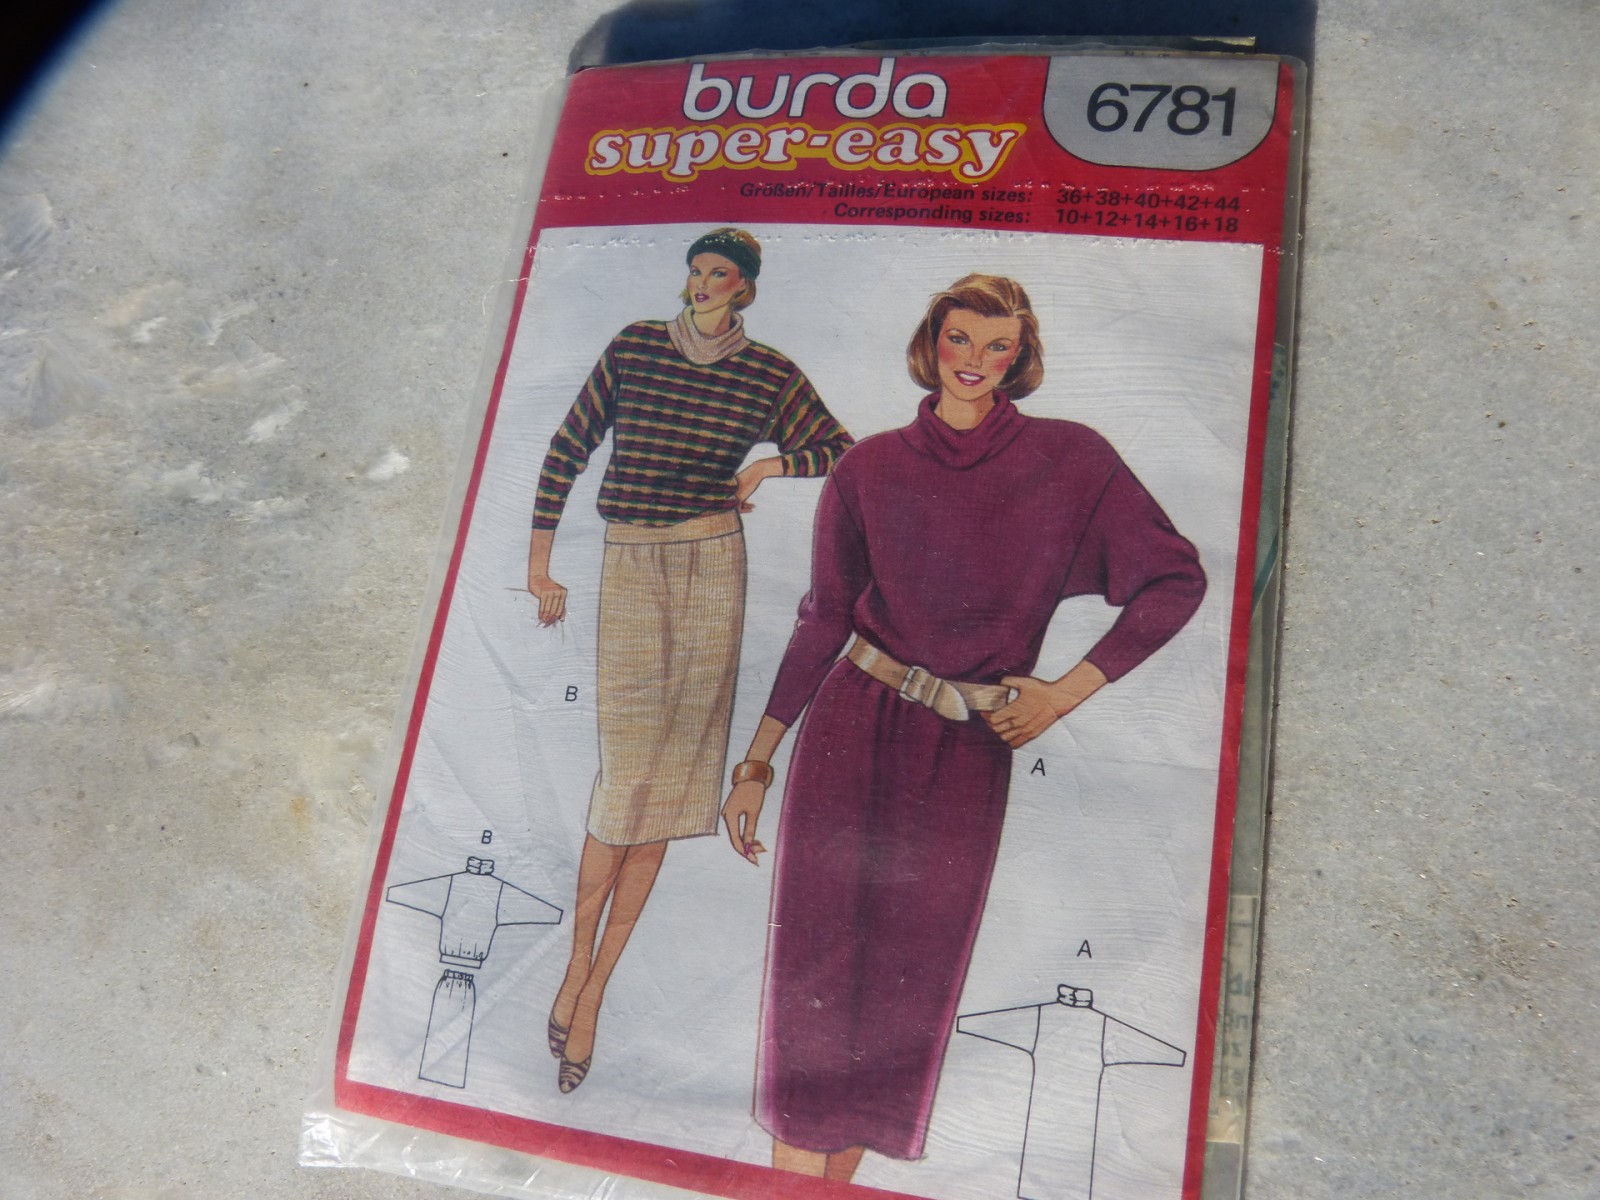 burda
6781
super-easy
Größen/Tailles/European sizes: 36+38+40+42+44
Corresponding sizes: 10+12+14+16+18
B
A
B
A